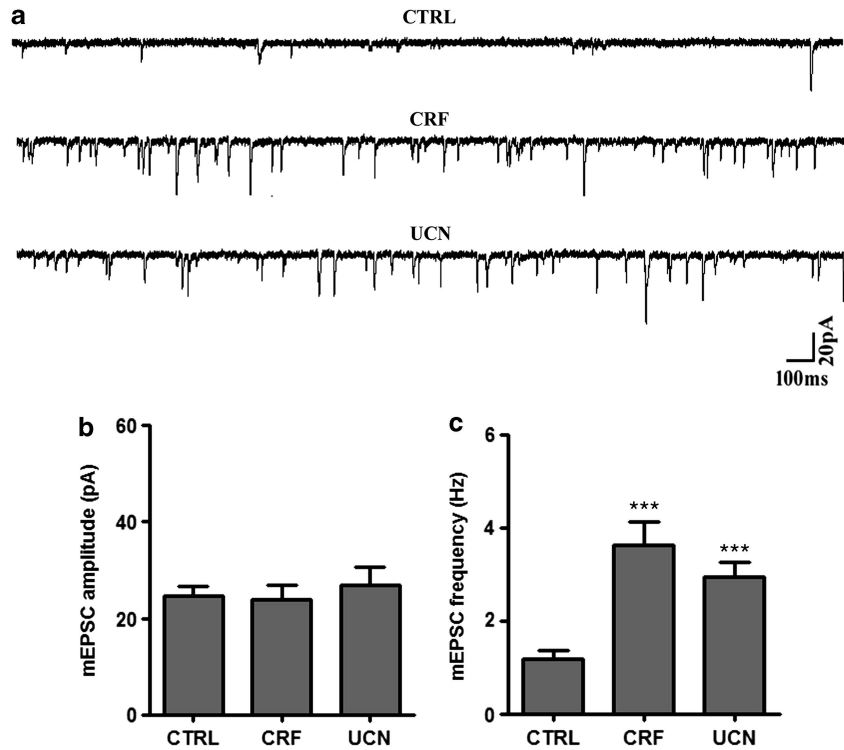 a
CTRL
CRF
UCN
20pA
100ms
b
mEPSC amplitude (pA)
60
40
20
0
CTRL CRF UCN
c
mEPSC frequency (Hz)
6
4
2
0
***
***
CTRL CRF UCN